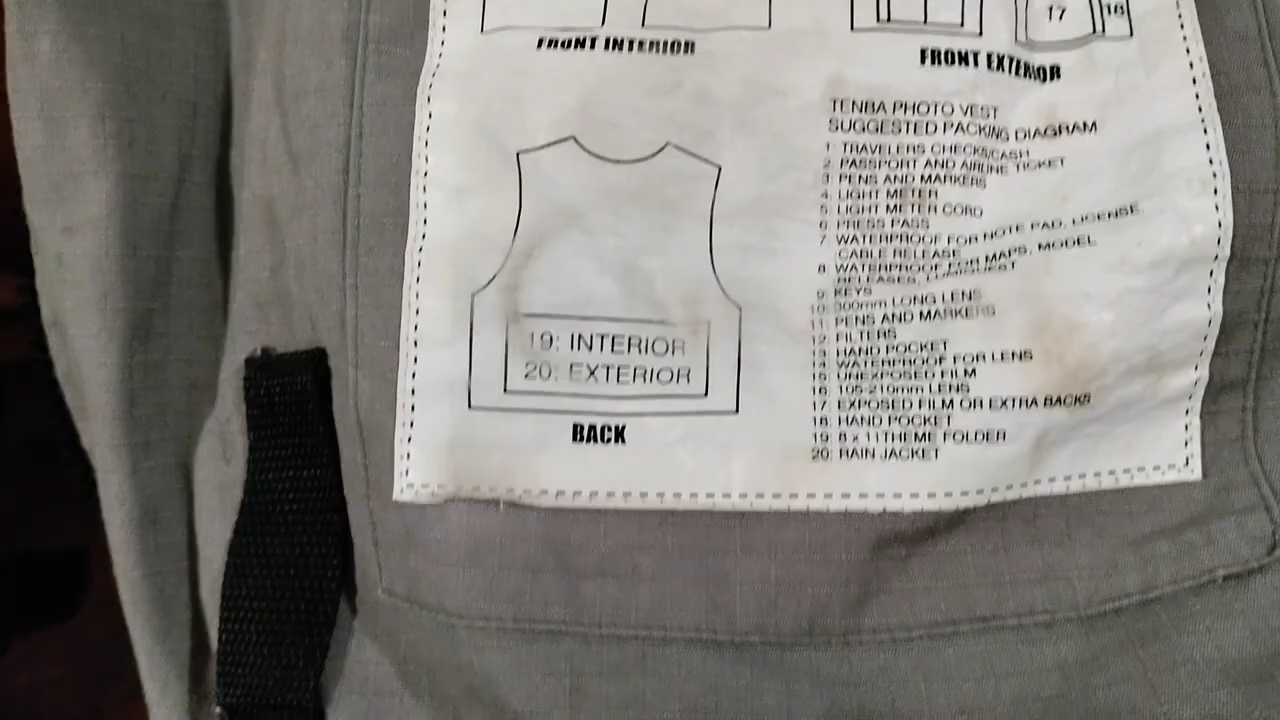 17
18
FRONT INTERIOR
FRONT EXTERIOR
19: INTERIOR
20: EXTERIOR
BACK
TENBA PHOTO VEST
SUGGESTED PACKING DIAGRAM
1 TRAVELERS CHECKS/CASH
2 PASSPORT AND AIRLINE TICKET
3 PENS AND MARKERS
4 LIGHT METER
5 LIGHT METER CORD
6 PRESS PASS
7 WATERPROOF FOR NOTE PAD, LICENSE,
CABLE RELEASE
8 WATERPROOF FOR MAPS, MODEL
RELEASES, LUMIQUEST
9: KEYS
10: 300mm LONG LENS
11: PENS AND MARKERS
12: FILTERS
13: HAND POCKET
14: WATERPROOF FOR LENS
15: UNEXPOSED FILM
16: 105-210mm LENS
17: EXPOSED FILM OR EXTRA BACKS
18: HAND POCKET
19: 8 x 11 THEME FOLDER
20: RAIN JACKET